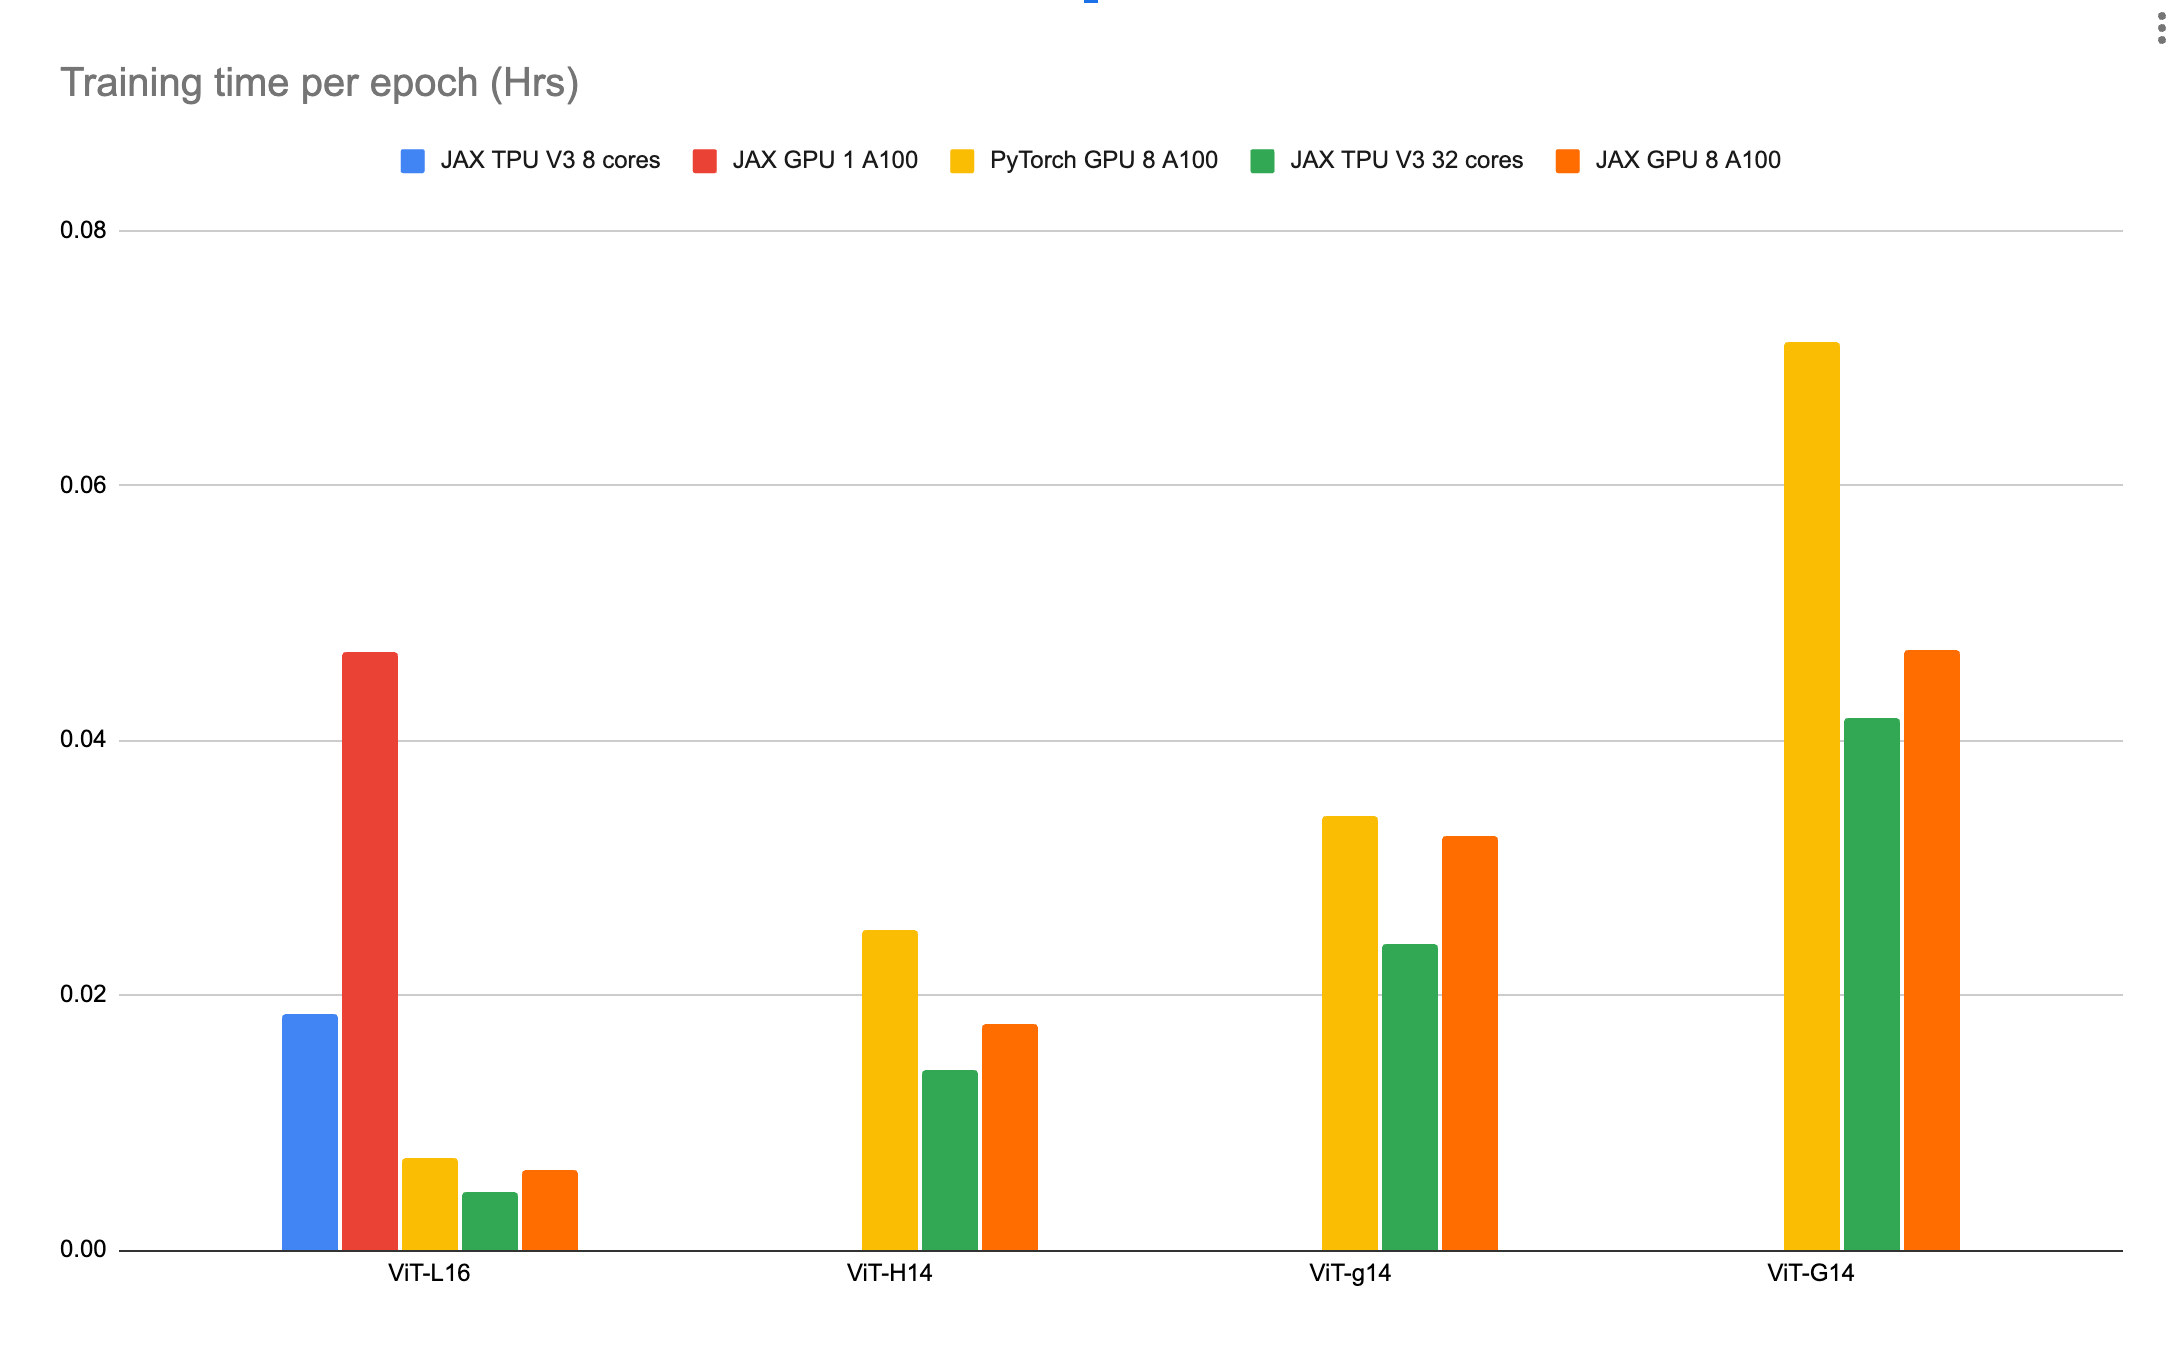 Training time per epoch (Hrs)
JAX TPU V3 8 cores JAX GPU 1 A100 PyTorch GPU 8 A100 JAX TPU V3 32 cores JAX GPU 8 A100
0.08
0.06
0.04
0.02
0.00
ViT-L16 ViT-H14 ViT-g14 ViT-G14